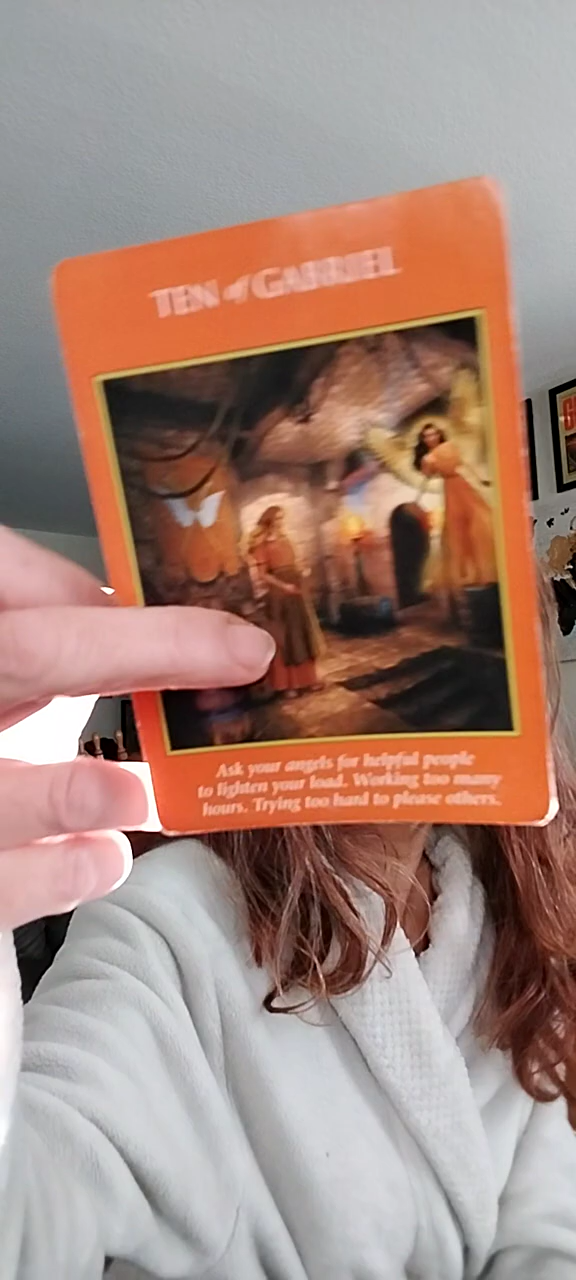 TEN of GABRIEL
Ask your angels for helpful people
to lighten your load. Working too many
hours. Trying too hard to please others.